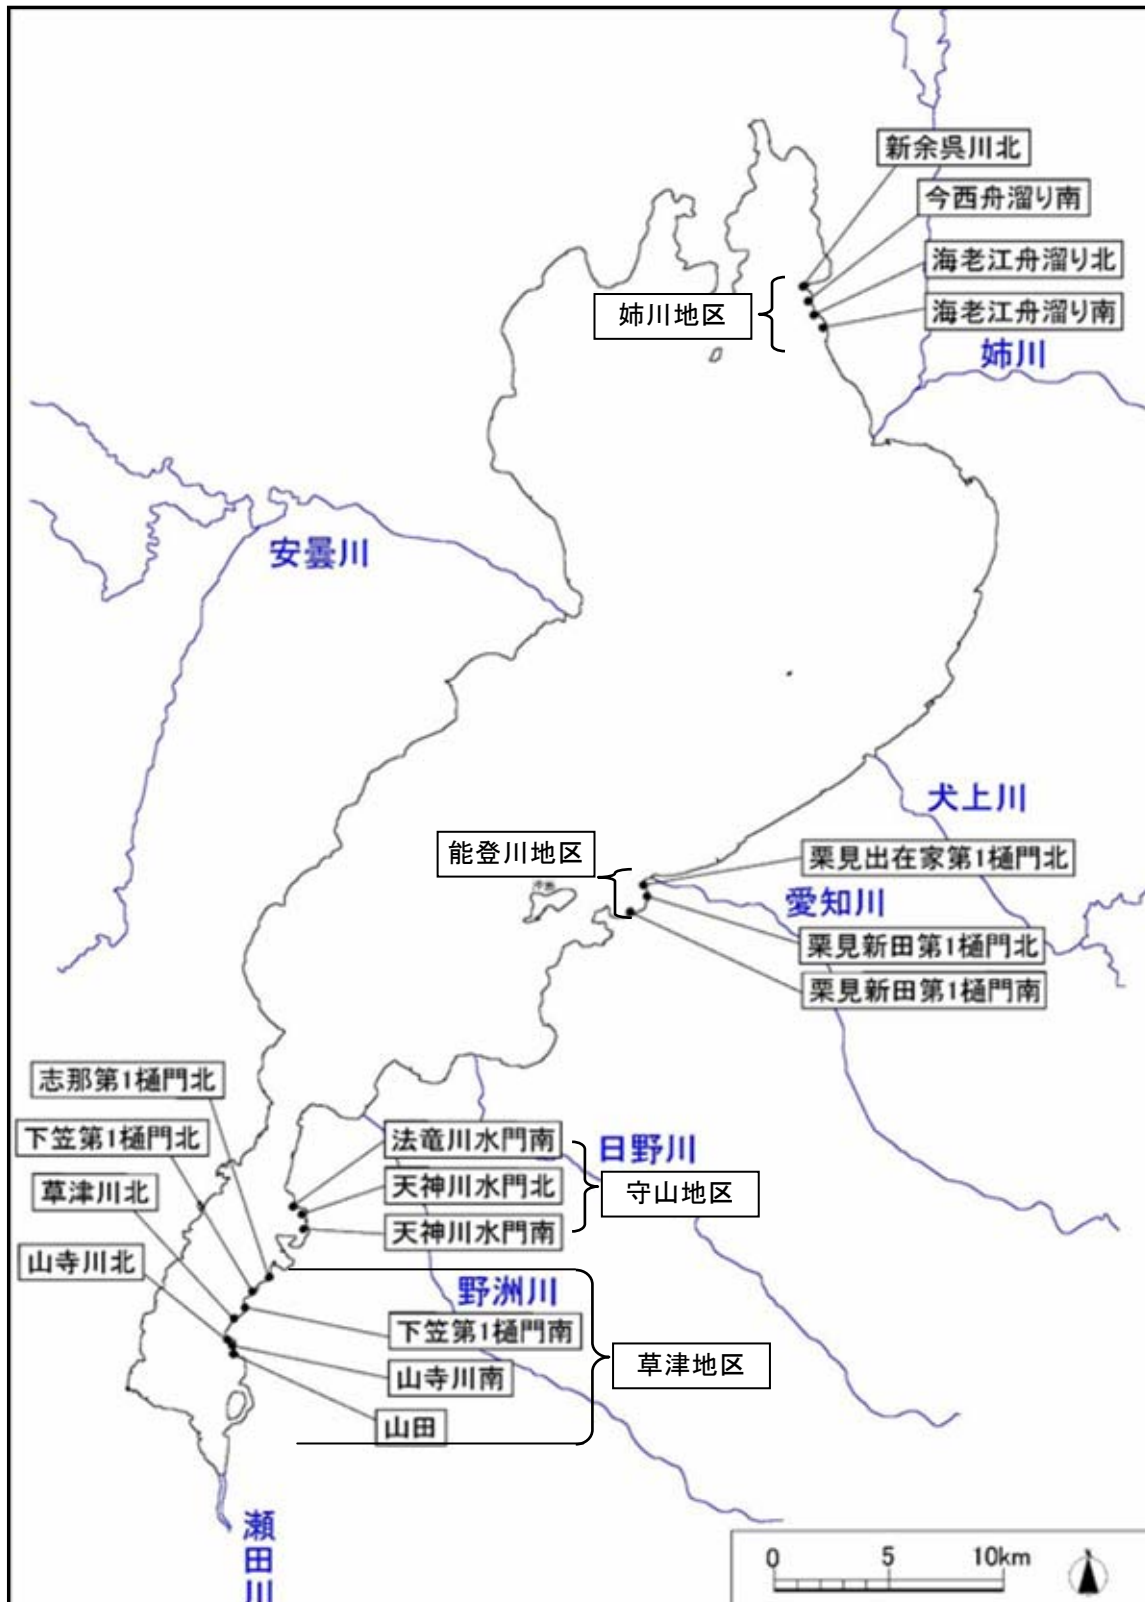 新余呉川北
今西舟溜り南
海老江舟溜り北
海老江舟溜り南
姉川地区
姉川
安曇川
犬上川
能登川地区
栗見出在家第1樋門北
愛知川
栗見新田第1樋門北
栗見新田第1樋門南
志那第1樋門北
下笠第1樋門北
草津川北
山寺川北
法竜川水門南
天神川水門北
天神川水門南
日野川
守山地区
野洲川
下笠第1樋門南
山寺川南
山田
草津地区
瀬田川
0 5 10km